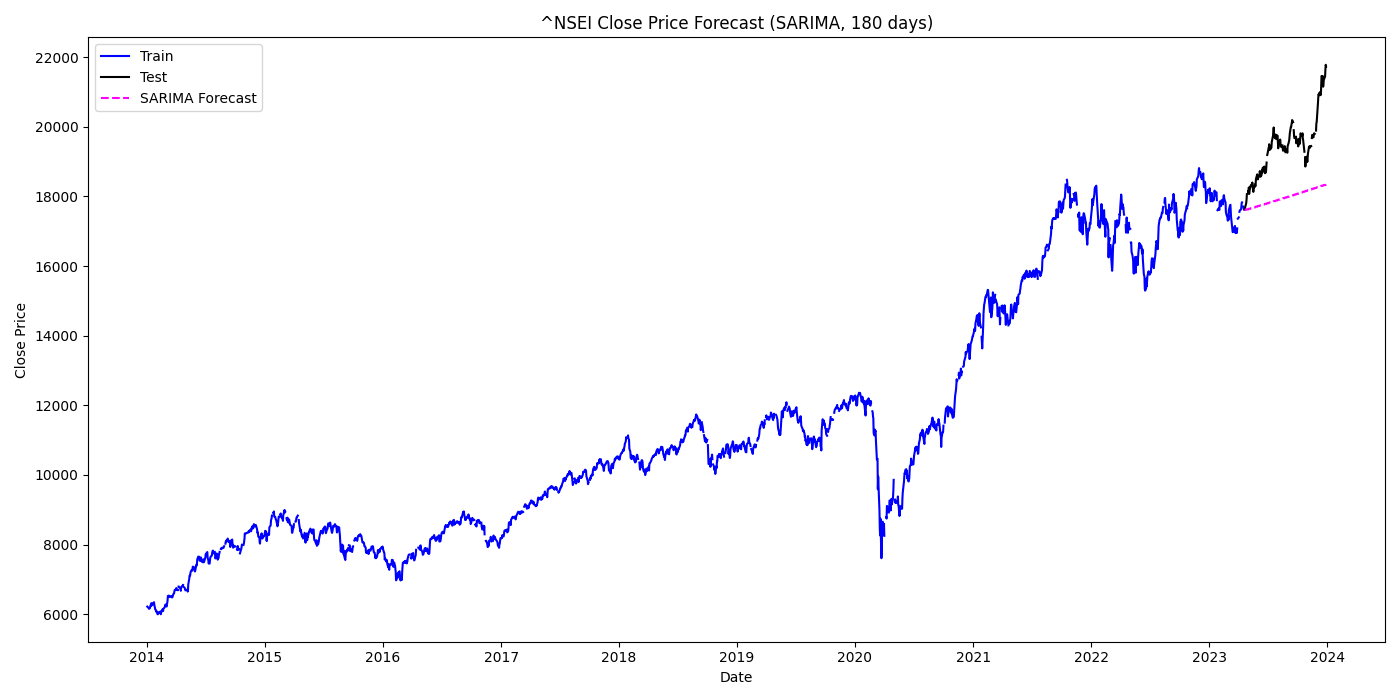 ^NSEI Close Price Forecast (SARIMA, 180 days)
Train
Test
SARIMA Forecast
Close Price
22000
20000
18000
16000
14000
12000
10000
8000
6000
2014 2015 2016 2017 2018 2019 2020 2021 2022 2023 2024
Date